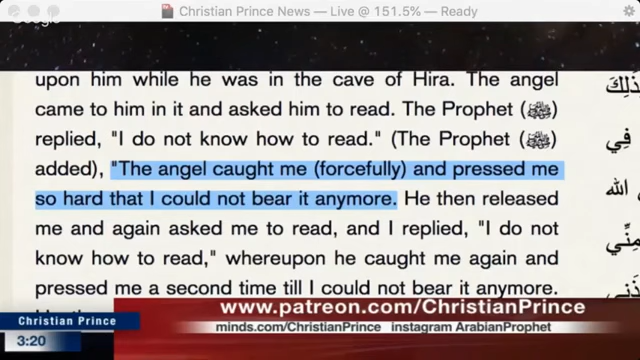 Christian Prince News — Live @ 151.5% — Ready
upon him while he was in the cave of Hira. The angel
came to him in it and asked him to read. The Prophet (ﷺ)
replied, "I do not know how to read." (The Prophet (ﷺ)
added), "The angel caught me (forcefully) and pressed me
so hard that I could not bear it anymore. He then released
me and again asked me to read, and I replied, "I do not
know how to read," whereupon he caught me again and
pressed me a second time till I could not bear it anymore.
في
الله
www.patreon.com/ChristianPrince
Christian Prince
minds.com/ChristianPrince instagram ArabianProphet
3:20